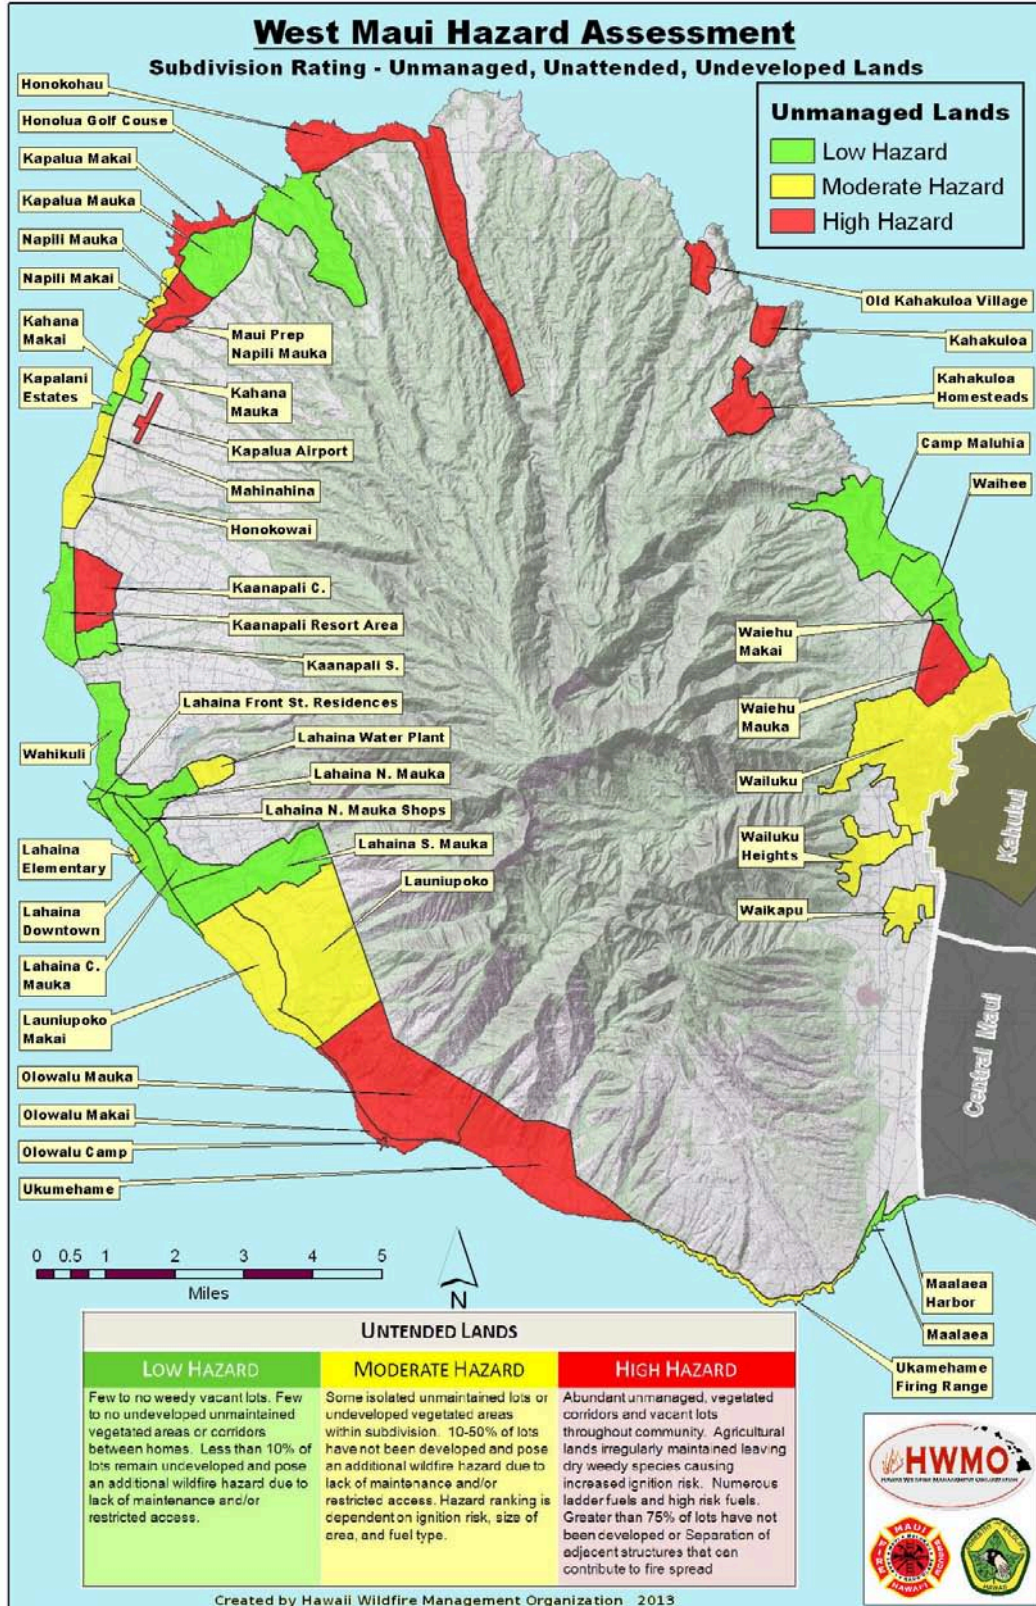 West Maui Hazard Assessment
Subdivision Rating - Unmanaged, Unattended, Undeveloped Lands
Unmanaged Lands
Low Hazard
Moderate Hazard
High Hazard
Honokohau
Honolua Golf Couse
Kapalua Makai
Kapalua Mauka
Napili Mauka
Napili Makai
Kahana
Makai
Kapalani
Estates
Maui Prep
Napili Mauka
Kahana
Mauka
Kapalua Airport
Mahinahina
Honokowai
Kaanapali C.
Kaanapali Resort Area
Kaanapali S.
Lahaina Front St. Residences
Wahikuli
Lahaina Water Plant
Lahaina N. Mauka
Lahaina N. Mauka Shops
Lahaina S. Mauka
Launiupoko
Lahaina
Elementary
Lahaina
Downtown
Lahaina C.
Mauka
Launiupoko
Makai
Olowalu Mauka
Olowalu Makai
Olowalu Camp
Ukumehame
Old Kahakuloa Village
Kahakuloa
Kahakuloa
Homesteads
Camp Maluhia
Waihee
Waiehu
Makai
Waiehu
Mauka
Wailuku
Wailuku
Heights
Waikapu
Kahului
Central Maui
Maalaea
Harbor
Maalaea
Ukamehame
Firing Range
0 0.5 1 2 3 4 5
Miles
N
UNTENDED LANDS
LOW HAZARD
Few to no weedy vacant lots. Few
to no undeveloped unmaintained
vegetated areas or corridors
between homes. Less than 10% of
lots remain undeveloped and pose
an additional wildfire hazard due to
lack of maintenance and/or
restricted access.
MODERATE HAZARD
Some isolated unmaintained lots or
undeveloped vegetated areas
within subdivision. 10-50% of lots
have not been developed and pose
an additional wildfire hazard due to
lack of maintenance and/or
restricted access. Hazard ranking is
dependent on ignition risk, size of
area, and fuel type.
HIGH HAZARD
Abundant unmanaged, vegetated
corridors and vacant lots
throughout community. Agricultural
lands irregularly maintained leaving
dry weedy species causing
increased ignition risk. Numerous
ladder fuels and high risk fuels.
Greater than 75% of lots have not
been developed or Separation of
adjacent structures that can
contribute to fire spread
HWMO
HAWAII WILDFIRE MANAGEMENT ORGANIZATION
MAUI
FIRE
HAWAII
Created by Hawaii Wildfire Management Organization 2013